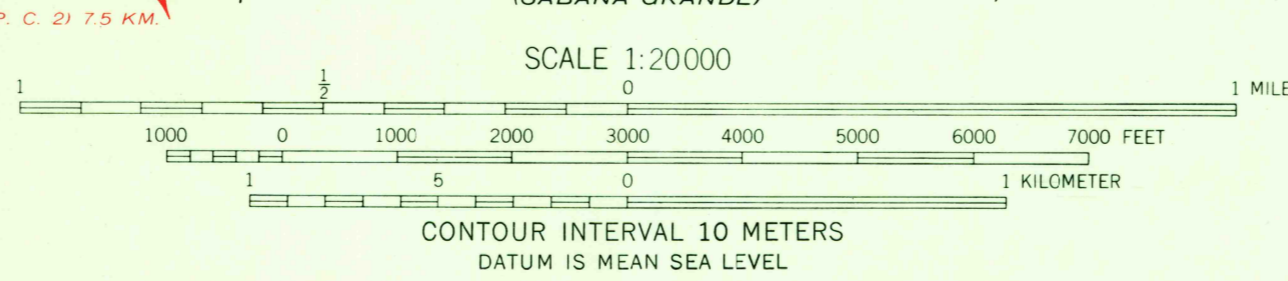 P. C. 2) 7.5 KM.
(SABANA GRANDE)
SCALE 1:20000
1 1/2 0 1 MILE
1000 0 1000 2000 3000 4000 5000 6000 7000 FEET
1 5 0 1 KILOMETER
CONTOUR INTERVAL 10 METERS
DATUM IS MEAN SEA LEVEL